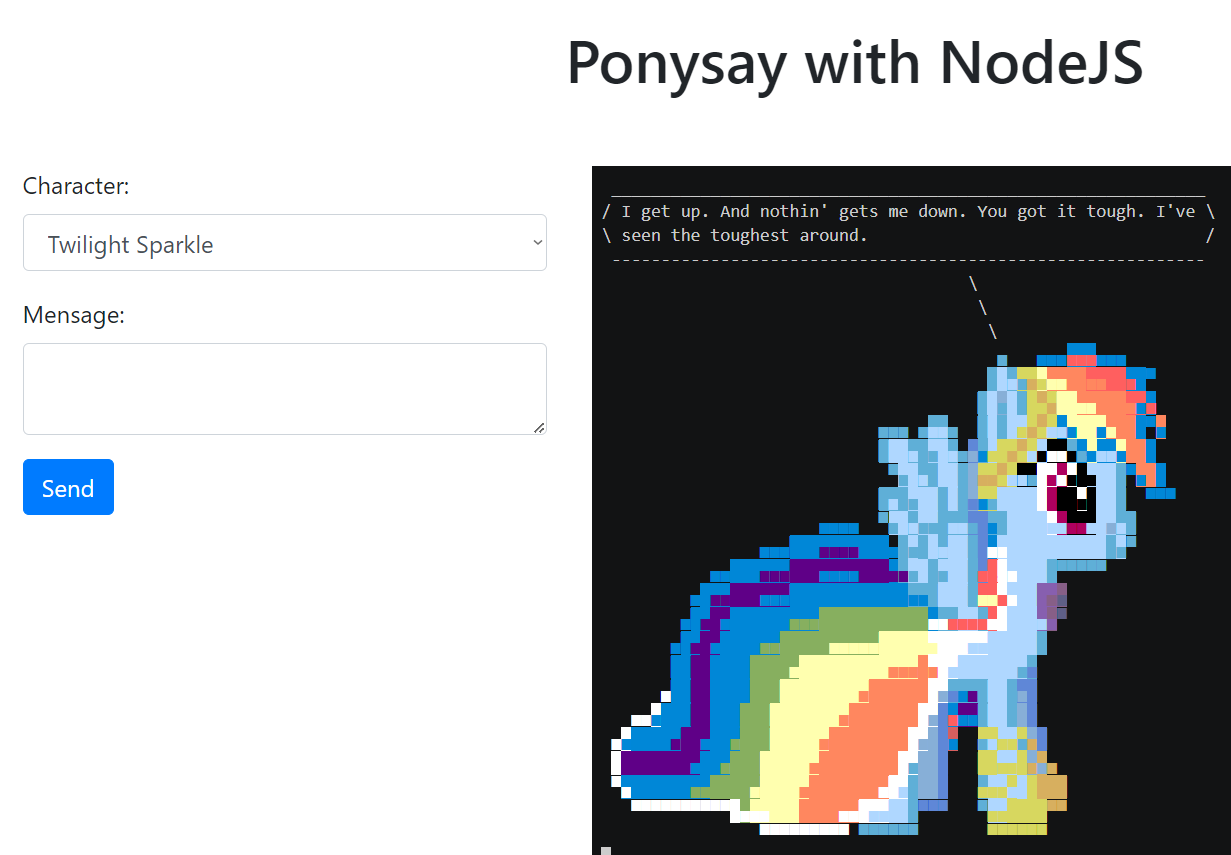 Ponysay with NodeJS
Character:
Twilight Sparkle
Mensage:
Send
/ I get up. And nothin' gets me down. You got it tough. I've \
\ seen the toughest around. /